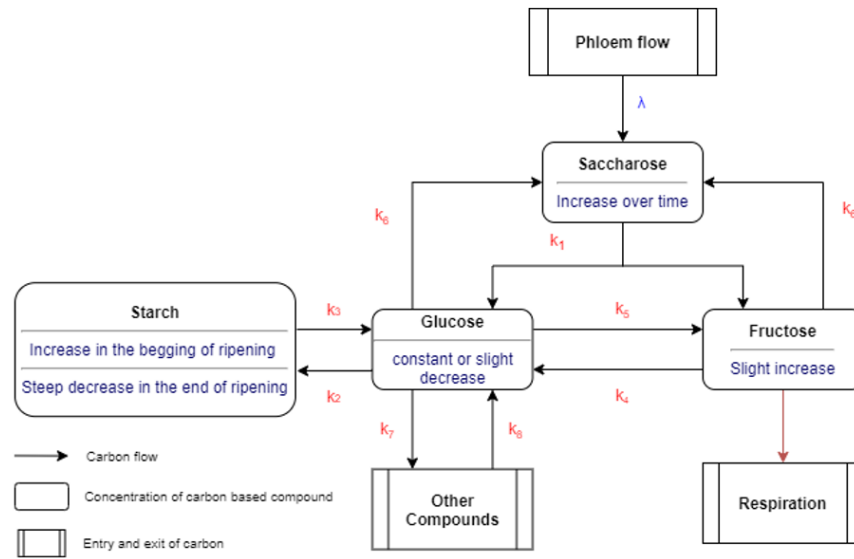 Phloem flow
λ
Saccharose
Increase over time
k₆
k₆
k₁
Starch
Increase in the begging of ripening
Steep decrease in the end of ripening
k₃
k₂
Glucose
constant or slight
decrease
k₅
k₄
Fructose
Slight increase
k₇
k₈
Other
Compounds
Respiration
Carbon flow
Concentration of carbon based compound
Entry and exit of carbon